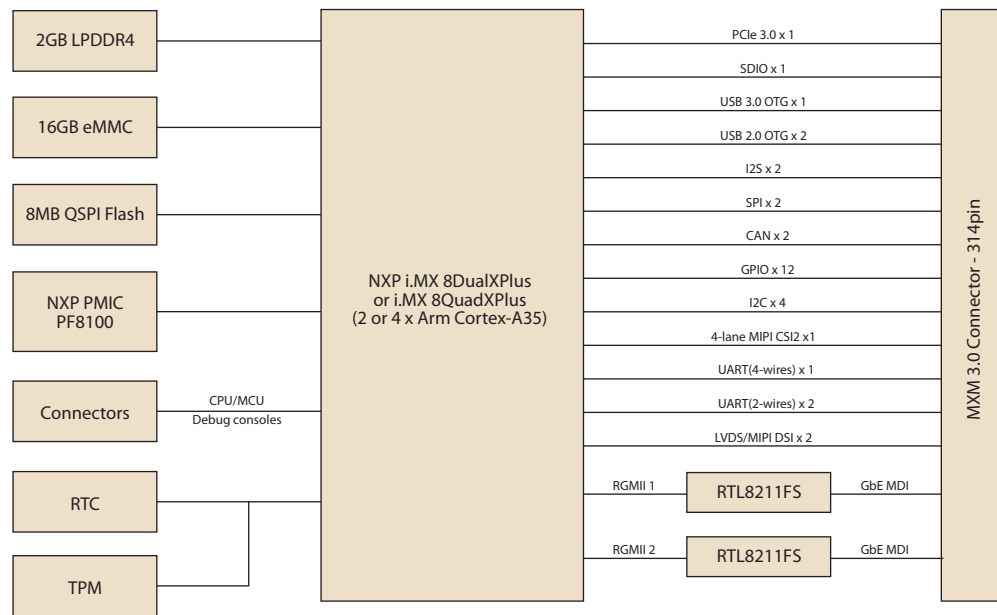 2GB LPDDR4
16GB eMMC
8MB QSPI Flash
NXP PMIC
PF8100
Connectors
CPU/MCU
Debug consoles
RTC
TPM
NXP i.MX 8DualXPlus
or i.MX 8QuadXPlus
(2 or 4 x Arm Cortex-A35)
PCIe 3.0 x 1
SDIO x 1
USB 3.0 OTG x 1
USB 2.0 OTG x 2
I2S x 2
SPI x 2
CAN x 2
GPIO x 12
I2C x 4
4-lane MIPI CSI2 x1
UART(4-wires) x 1
UART(2-wires) x 2
LVDS/MIPI DSI x 2
RGMII 1
RTL8211FS
GbE MDI
RGMII 2
RTL8211FS
GbE MDI
MXM 3.0 Connector - 314pin